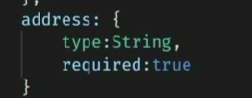 address: {
type:String,
required:true
}